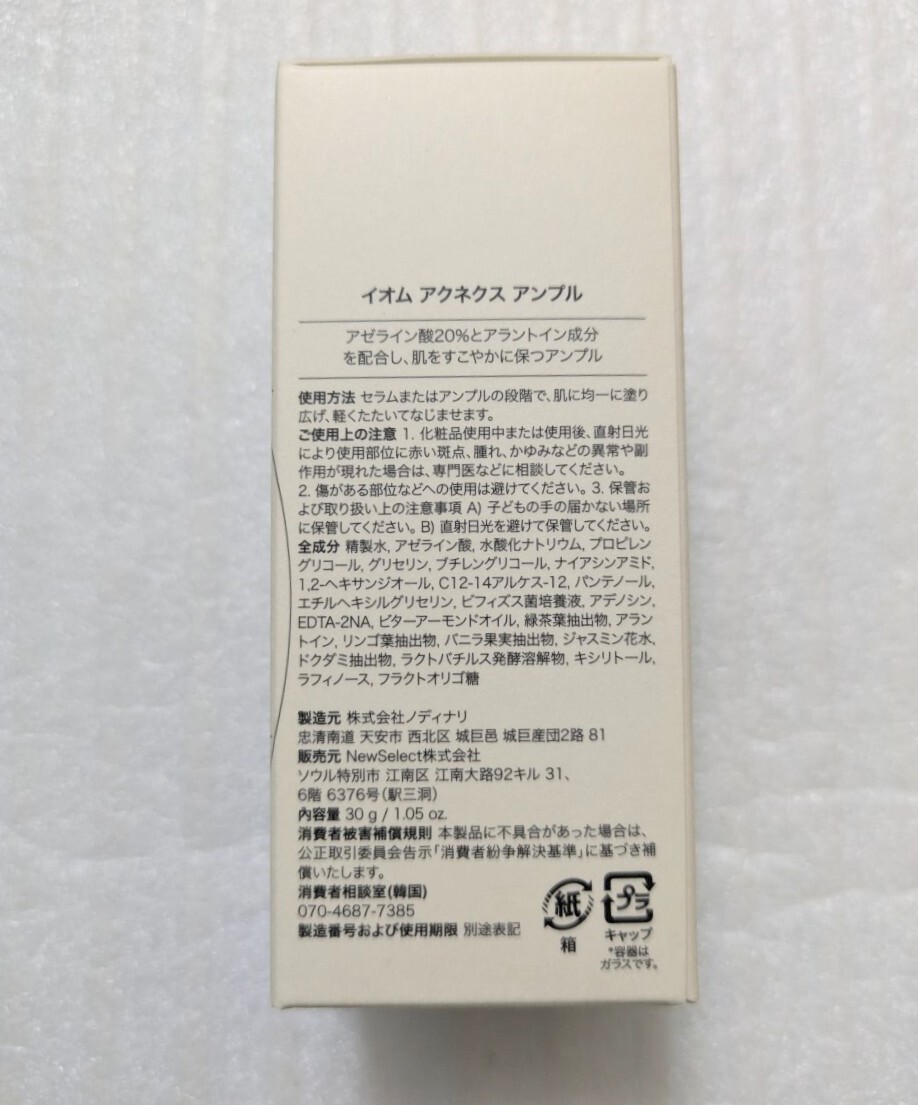 イオム アクネクス アンプル
アゼライン酸20%とアラントイン成分
を配合し、肌をすこやかに保つアンプル
使用方法 セラムまたはアンプルの段階で、肌に均一に塗り
広げ、軽くたたいてなじませます。
ご使用上の注意 1. 化粧品使用中または使用後、直射日光
により使用部位に赤い斑点、腫れ、かゆみなどの異常や副
作用が現れた場合は、専門医などに相談してください。
2. 傷がある部位などへの使用は避けてください。3. 保管お
よび取り扱い上の注意事項 A) 子どもの手の届かない場所
に保管してください。B) 直射日光を避けて保管してください。
全成分 精製水, アゼライン酸, 水酸化ナトリウム, プロピレン
グリコール, グリセリン, ブチレングリコール, ナイアシンアミド,
1,2-ヘキサンジオール, C12-14アルケス-12, パンテノール,
エチルヘキシルグリセリン, ビフィズス菌培養液, アデノシン,
EDTA-2NA, ビターアーモンドオイル, 緑茶葉抽出物, アラン
トイン, リンゴ葉抽出物, バニラ果実抽出物, ジャスミン花水,
ドクダミ抽出物, ラクトバチルス発酵溶解物, キシリトール,
ラフィノース, フラクトオリゴ糖
製造元 株式会社ノディナリ
忠清南道 天安市 西北区 城巨邑 城巨産団2路 81
販売元 NewSelect株式会社
ソウル特別市 江南区 江南大路92キル 31、
6階 6376号（駅三洞）
内容量 30 g / 1.05 oz.
消費者被害補償規則 本製品に不具合があった場合は、
公正取引委員会告示「消費者紛争解決基準」に基づき補
償いたします。
消費者相談室(韓国)
070-4687-7385
製造番号および使用期限 別途表記
紙
箱
プラ
キャップ
*容器は
ガラスです。